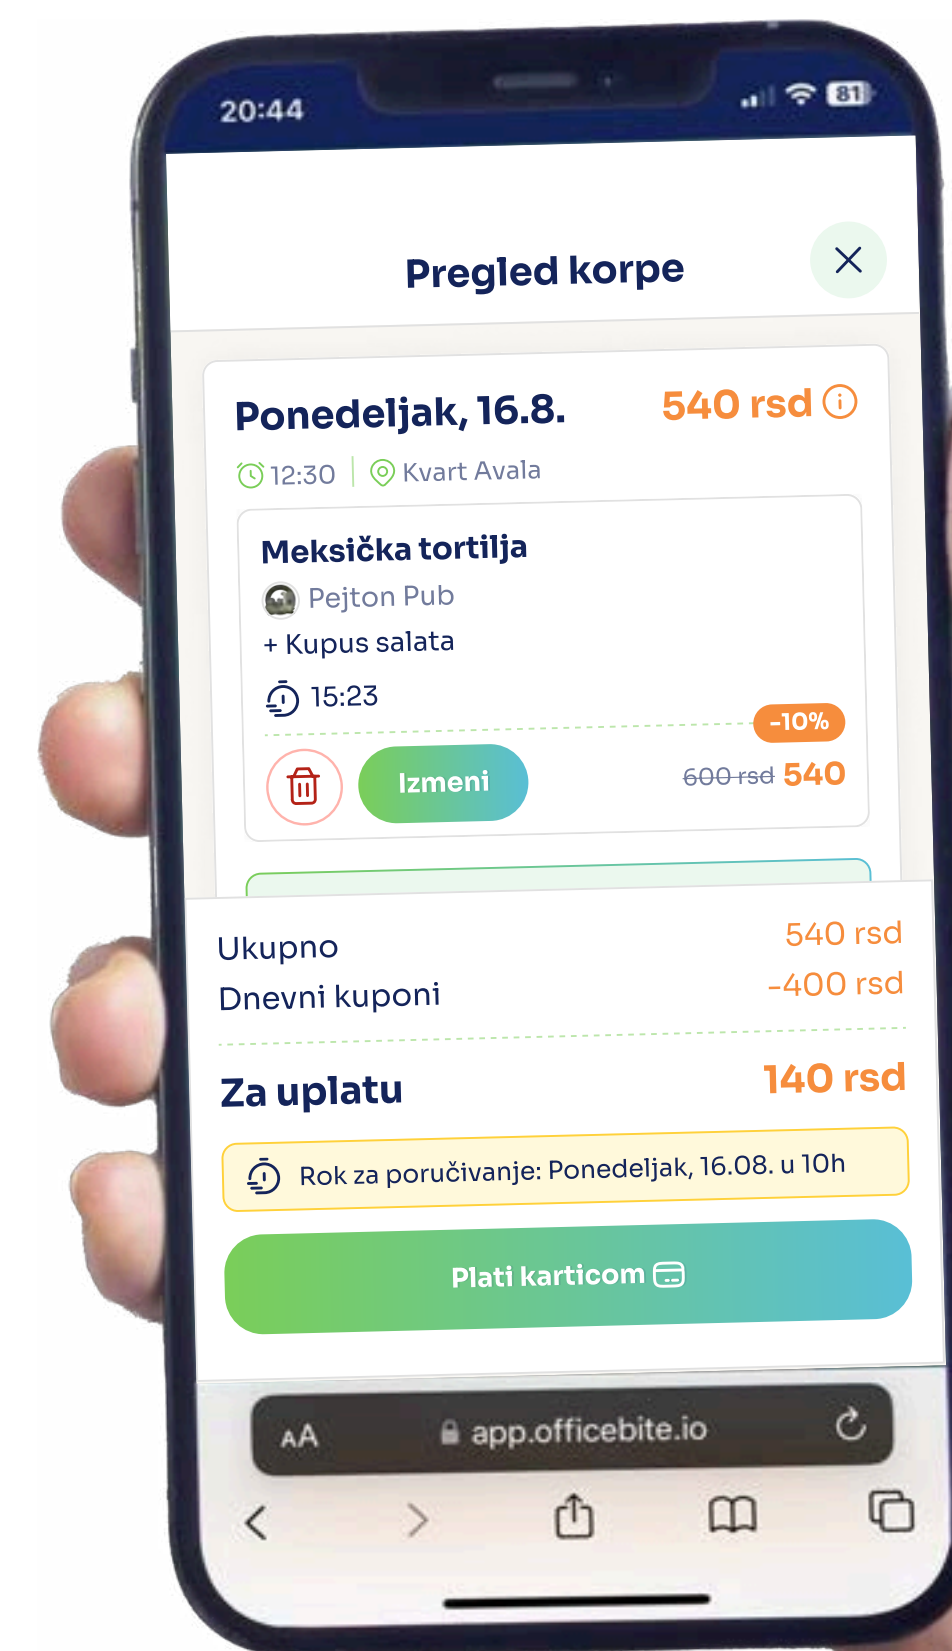 20:44
81
Pregled korpe
Ponedeljak, 16.8.
540 rsd
12:30
Kvart Avala
Meksička tortilja
Pejton Pub
+ Kupus salata
15:23
-10%
Izmeni
600 rsd 540
Ukupno
540 rsd
Dnevni kuponi
-400 rsd
Za uplatu
140 rsd
Rok za poručivanje: Ponedeljak, 16.08. u 10h
Plati karticom
AA
app.officebite.io